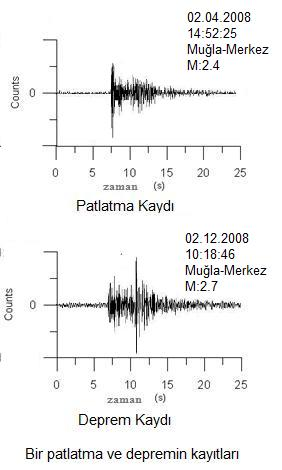 02.04.2008
14:52:25
Muğla-Merkez
M:2.4
Counts
0
0 5 10 15 20 25
zaman (s)
Patlatma Kaydı
02.12.2008
10:18:46
Muğla-Merkez
M:2.7
Counts
0
0 5 10 15 20 25
zaman (s)
Deprem Kaydı
Bir patlatma ve depremin kayıtları